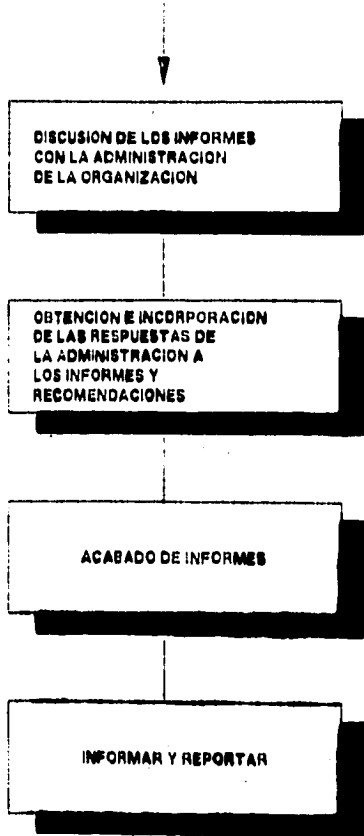 DISCUSION DE LOS INFORMES
CON LA ADMINISTRACION
DE LA ORGANIZACION
OBTENCION E INCORPORACION
DE LAS RESPUESTAS DE
LA ADMINISTRACION A
LOS INFORMES Y
RECOMENDACIONES
ACABADO DE INFORMES
INFORMAR Y REPORTAR